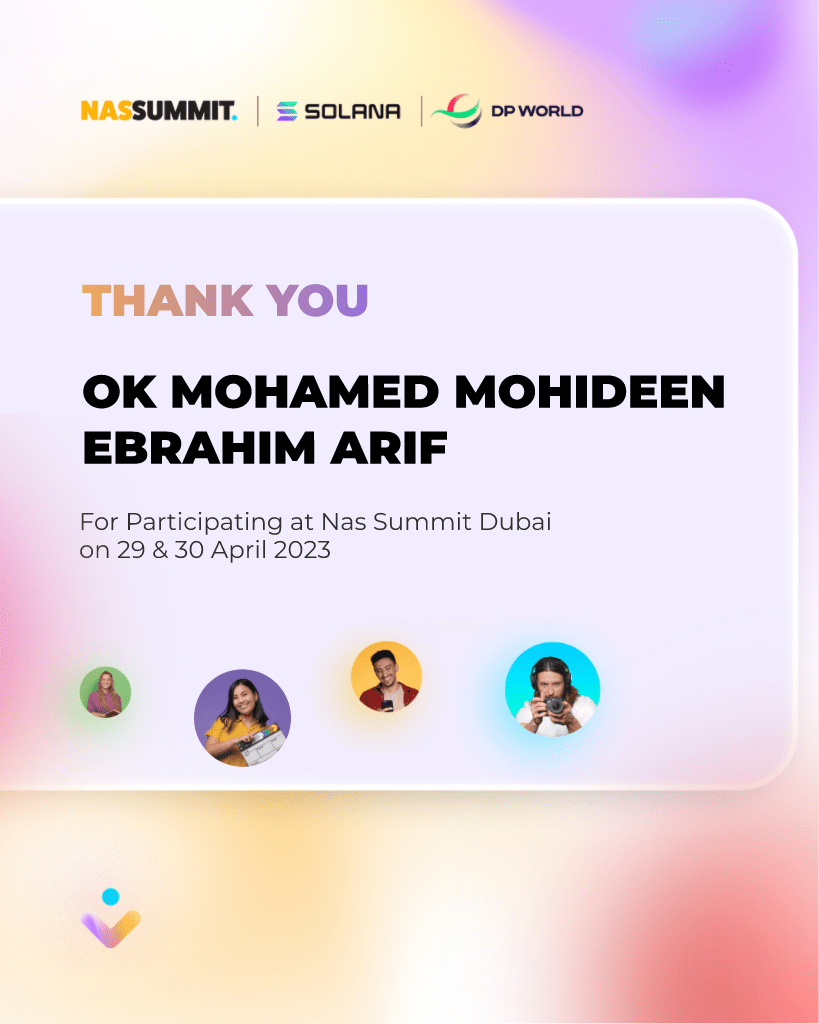 NASSUMMIT. | SOLANA | DP WORLD
THANK YOU
OK MOHAMED MOHIDEEN
EBRAHIM ARIF
For Participating at Nas Summit Dubai
on 29 & 30 April 2023